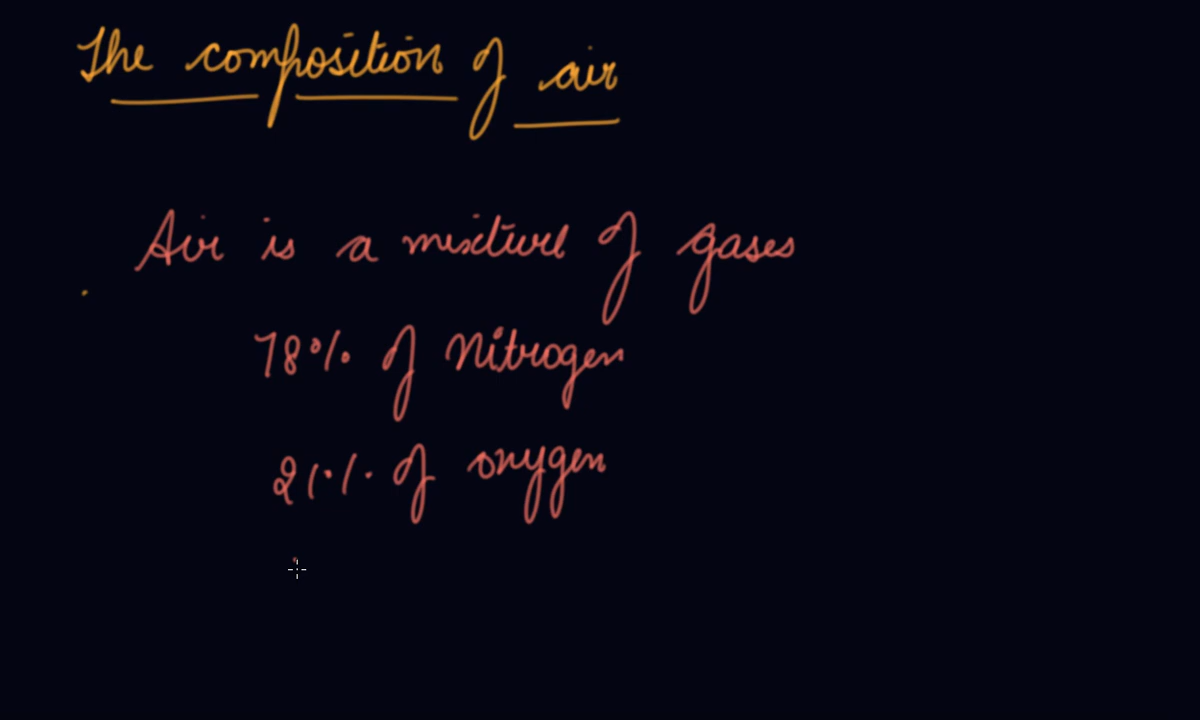 The composition of air
Air is a mixture of gases
78% of Nitrogen
21% of oxygen